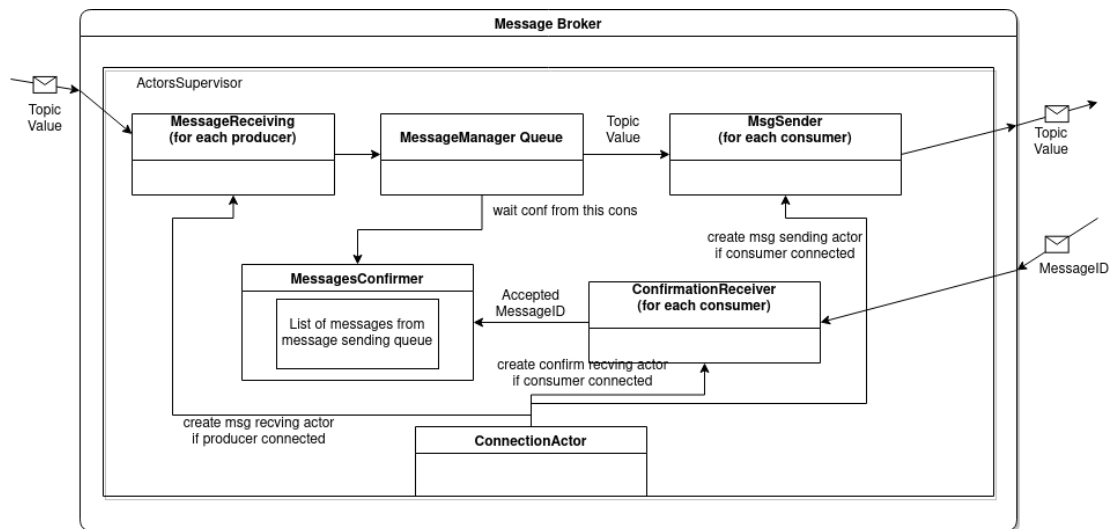 Message Broker
ActorsSupervisor
Topic
Value
MessageReceiving
(for each producer)
MessageManager Queue
Topic
Value
MsgSender
(for each consumer)
Topic
Value
wait conf from this cons
create msg sending actor
if consumer connected
MessageID
MessagesConfirmer
List of messages from
message sending queue
Accepted
MessageID
ConfirmationReceiver
(for each consumer)
create confirm recving actor
if consumer connected
create msg recving actor
if producer connected
ConnectionActor